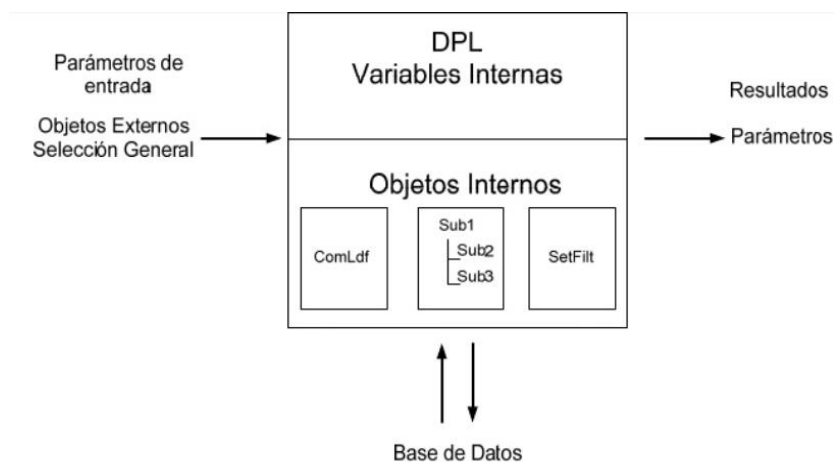 Parámetros de
entrada
Objetos Externos
Selección General
DPL
Variables Internas
Objetos Internos
ComLdf
Sub1
Sub2
Sub3
SetFilt
Resultados
Parámetros
Base de Datos